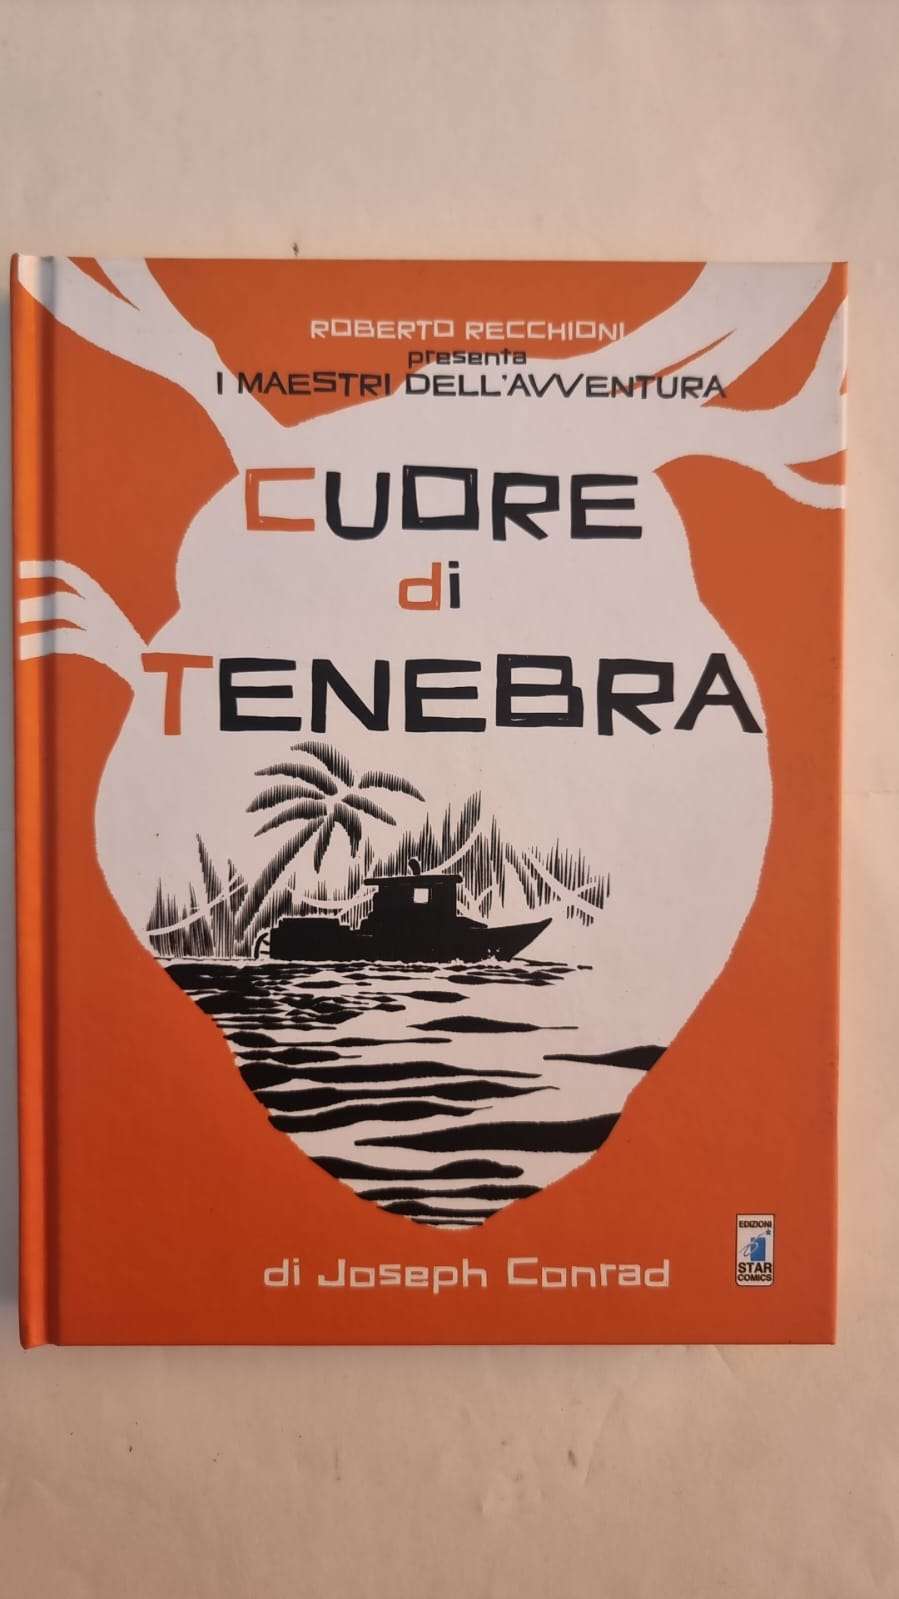 ROBERTO RECCHIONI
presenta
I MAESTRI DELL'AVVENTURA
CUORE
di
TENEBRA
di Joseph Conrad
EDIZIONI
STAR
COMICS